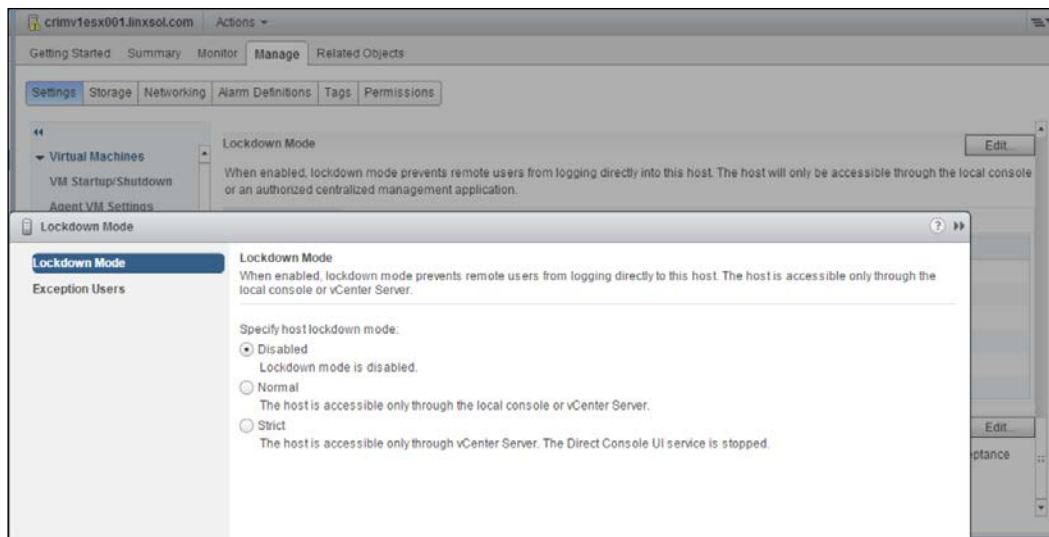 crimv1esx001.linxsol.com Actions
Getting Started Summary Monitor Manage Related Objects
Settings Storage Networking Alarm Definitions Tags Permissions
Virtual Machines
VM Startup/Shutdown
Agent VM Settings
Lockdown Mode Edit...
When enabled, lockdown mode prevents remote users from logging directly into this host. The host will only be accessible through the local console
or an authorized centralized management application.
Lockdown Mode
Lockdown Mode
Exception Users
Lockdown Mode
When enabled, lockdown mode prevents remote users from logging directly to this host. The host is accessible only through the
local console or vCenter Server.
Specify host lockdown mode:
Disabled
Lockdown mode is disabled.
Normal
The host is accessible only through the local console or vCenter Server.
Strict
The host is accessible only through vCenter Server. The Direct Console UI service is stopped.
Edit...